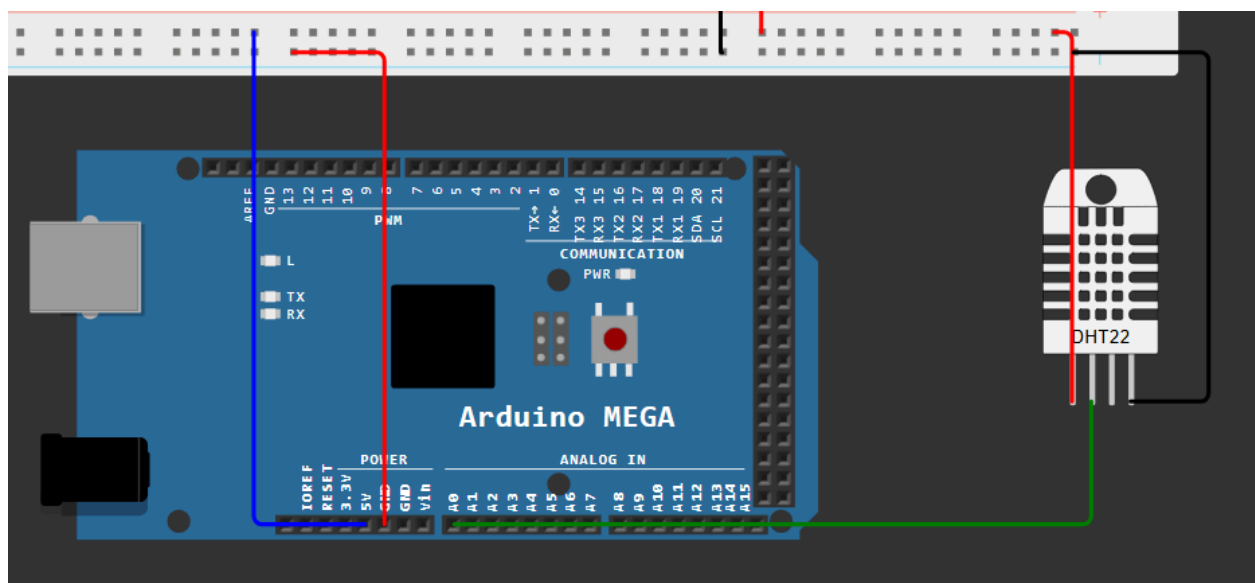 AREF GND 13 12 11 10 9 8 7 6 5 4 3 2 TX→ 1 RX← 0 TX3 14 RX3 15 TX2 16 RX2 17 TX1 18 RX1 19 SDA 20 SCL 21
PWM
COMMUNICATION
L
PWR
TX
RX
DHT22
Arduino MEGA
POWER
ANALOG IN
IOREF RESET 3.3V 5V GND GND Vin A0 A1 A2 A3 A4 A5 A6 A7 A8 A9 A10 A11 A12 A13 A14 A15